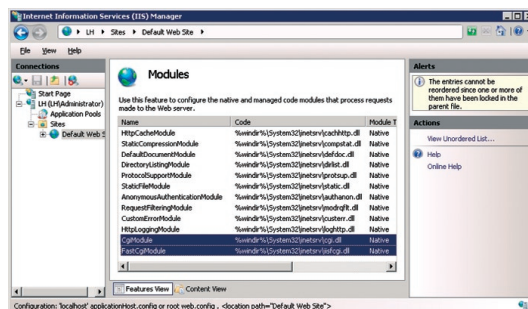 Internet Information Services (IIS) Manager
LH Sites Default Web Site
File View Help
Connections
Start Page
LH (LH\Administrator)
Application Pools
Sites
Default Web S
Modules
Use this feature to configure the native and managed code modules that process requests
made to the Web server.
Name Code Module T
HttpCacheModule %windir%\System32\inetsrv\cachhttp.dll Native
StaticCompressionModule %windir%\System32\inetsrv\compstat.dll Native
DefaultDocumentModule %windir%\System32\inetsrv\defdoc.dll Native
DirectoryListingModule %windir%\System32\inetsrv\dirlist.dll Native
ProtocolSupportModule %windir%\System32\inetsrv\protsup.dll Native
StaticFileModule %windir%\System32\inetsrv\static.dll Native
AnonymousAuthenticationModule %windir%\System32\inetsrv\authanon.dll Native
RequestFilteringModule %windir%\System32\inetsrv\modrqflt.dll Native
CustomErrorModule %windir%\System32\inetsrv\custerr.dll Native
HttpLoggingModule %windir%\System32\inetsrv\loghttp.dll Native
CgiModule %windir%\System32\inetsrv\cgi.dll Native
FastCgiModule %windir%\System32\inetsrv\iisfcgi.dll Native
Features View Content View
Alerts
The entries cannot be
reordered since one or more of
them have been locked in the
parent file.
Actions
View Unordered List...
Help
Online Help
Configuration: 'localhost' applicationHost.config or root web.config , <location path="Default Web Site">